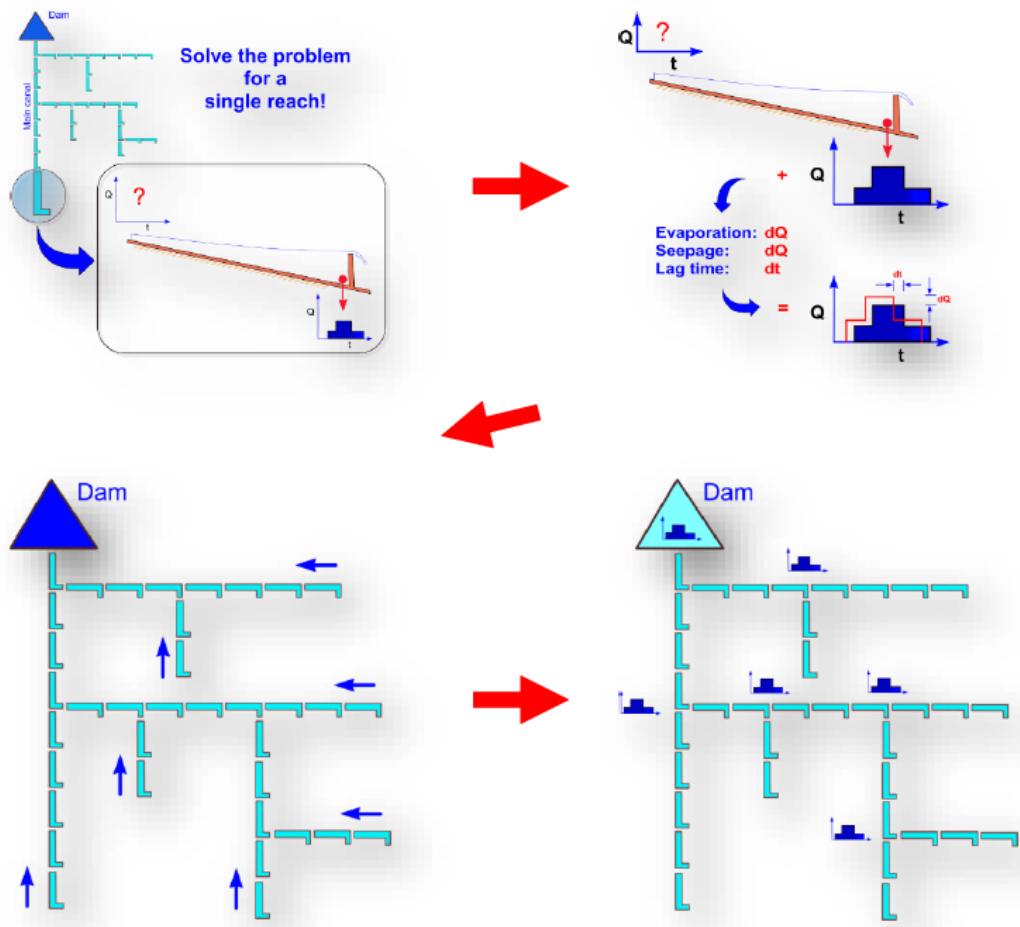 Dam
Solve the problem
for a
single reach!
Main canal
Q
?
t
Q
t
Q
?
t
+
Q
t
Evaporation: dQ
Seepage: dQ
Lag time: dt
=
Q
dt
dQ
t
Dam
Dam